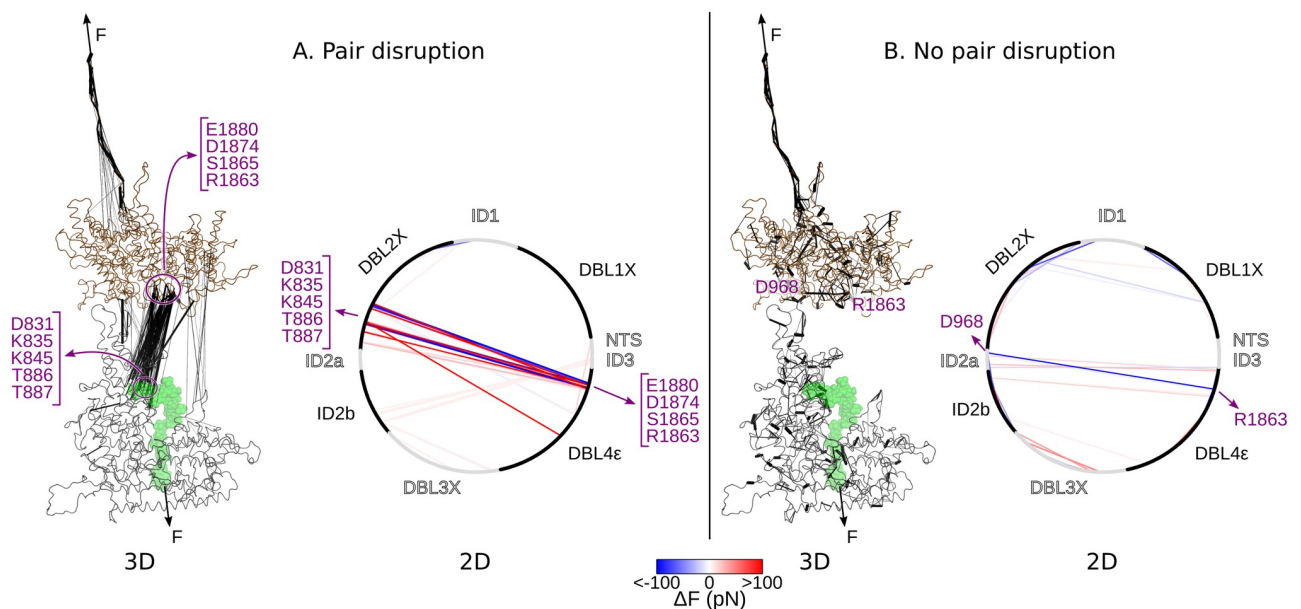 A. Pair disruption
F
E1880
D1874
S1865
R1863
D831
K835
K845
T886
T887
F
3D
ID1
DBL2X
DBL1X
D831
K835
K845
T886
T887
NTS
ID3
ID2a
ID2b
E1880
D1874
S1865
R1863
DBL4ε
DBL3X
2D
B. No pair disruption
F
D968
R1863
F
3D
ID1
DBL2X
DBL1X
D968
NTS
ID2a
ID3
ID2b
R1863
DBL4ε
DBL3X
2D
<-100 0 >100
ΔF (pN)